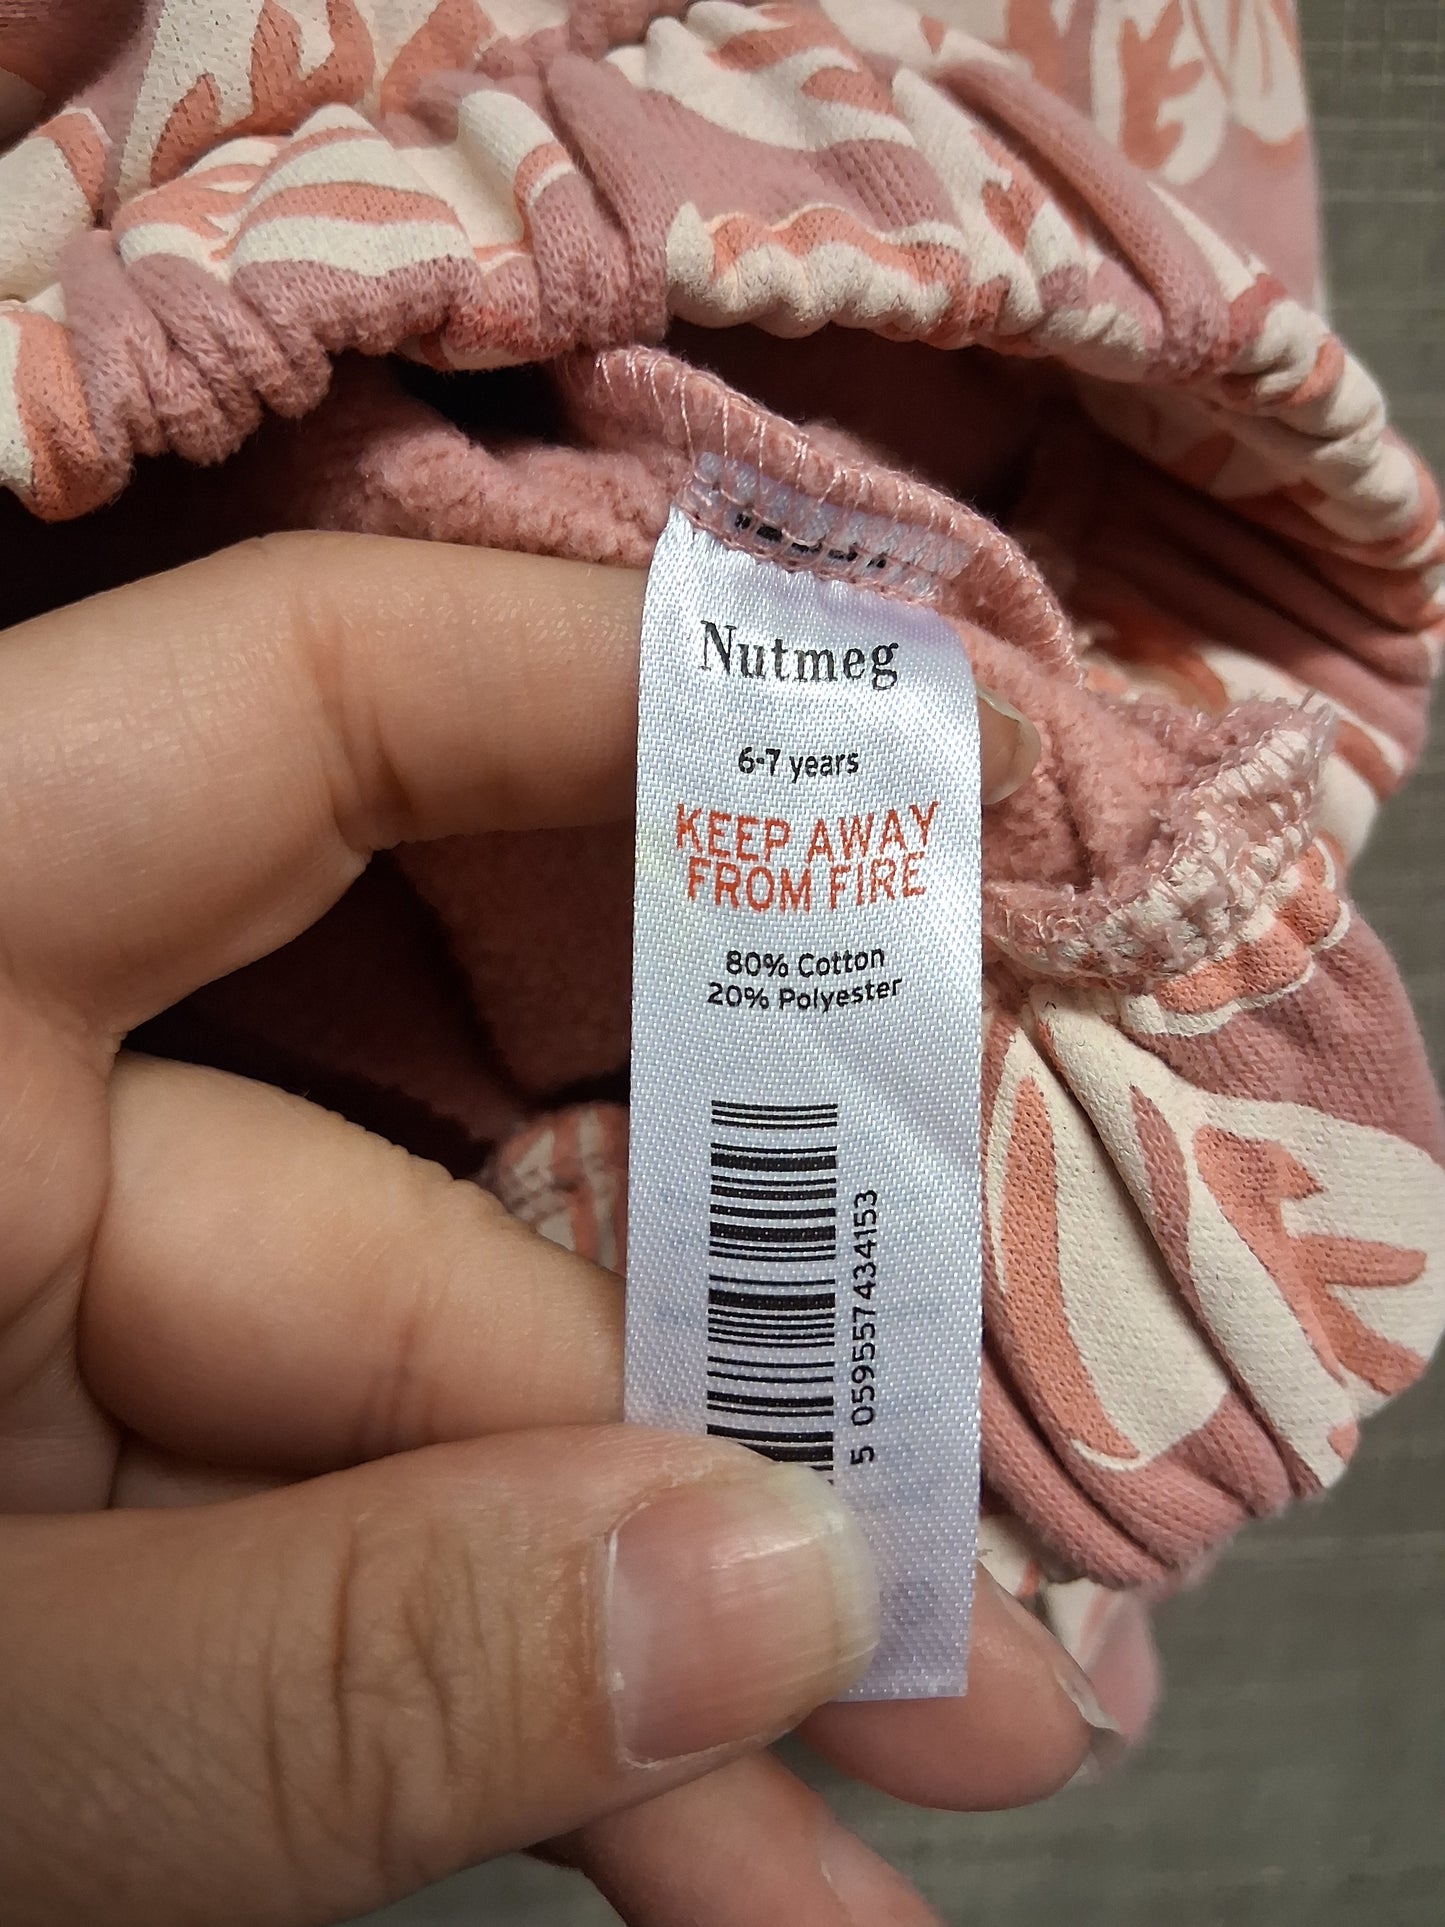 Nutmeg
6-7 years
KEEP AWAY
FROM FIRE
80% Cotton
20% Polyester
5 059557 434153